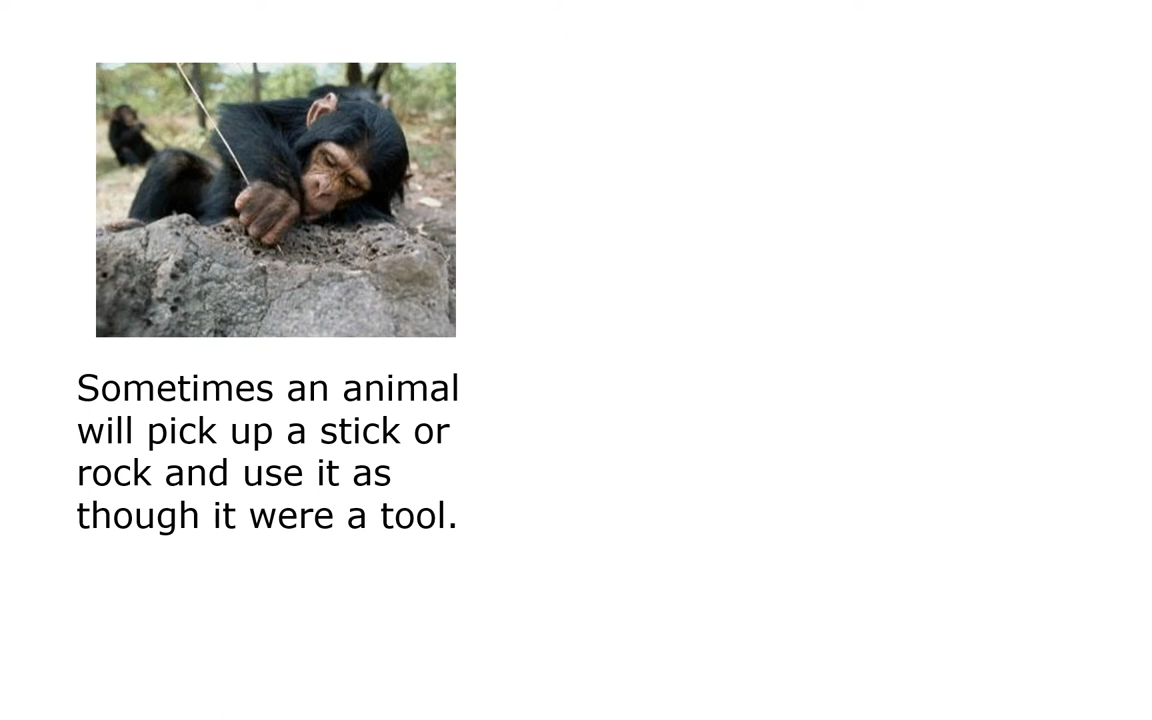 Sometimes an animal
will pick up a stick or
rock and use it as
though it were a tool.